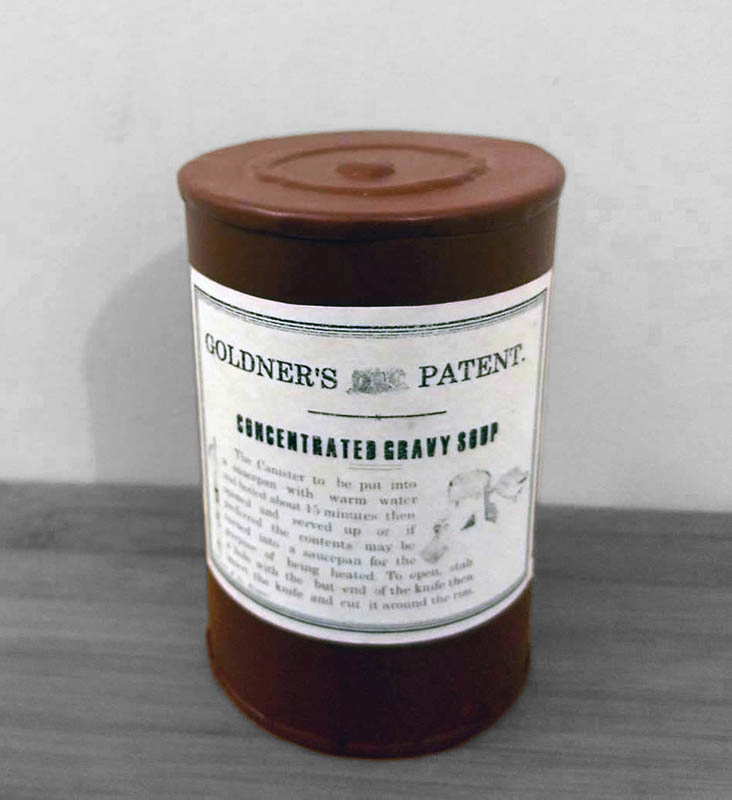 GOLDNER'S PATENT.
CONCENTRATED GRAVY SOUP
The Canister to be put into
a saucepan with warm water
and boiled about 15 minutes then
opened and served up or if
preferred the contents may be
turned into a saucepan for the
purpose of being heated. To open, stab
a hole with the but end of the knife then
insert the knife and cut it around the rim.